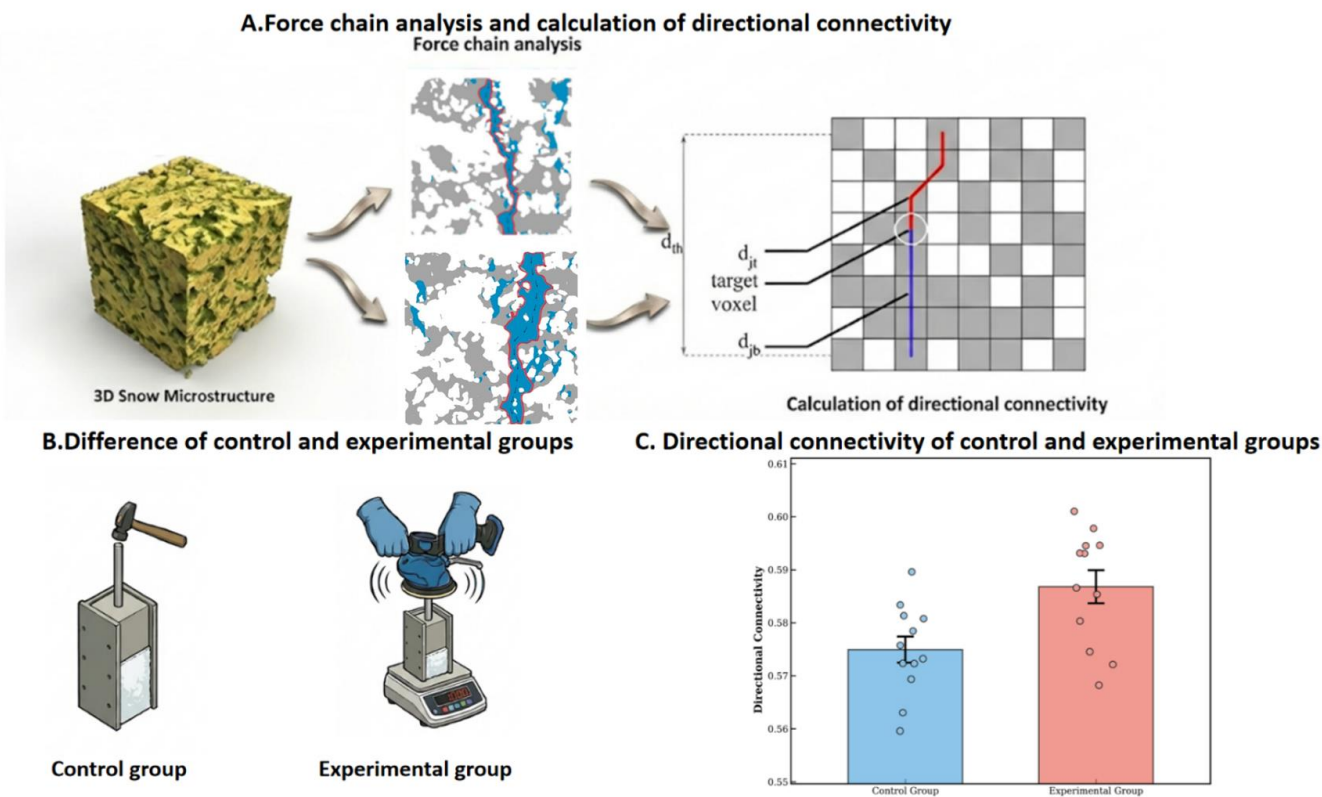 A.Force chain analysis and calculation of directional connectivity
Force chain analysis
3D Snow Microstructure
dth
djt
target
voxel
djb
Calculation of directional connectivity
B.Difference of control and experimental groups
Control group
Experimental group
C. Directional connectivity of control and experimental groups
Directional Connectivity
0.61
0.60
0.59
0.58
0.57
0.56
0.55
Control Group
Experimental Group